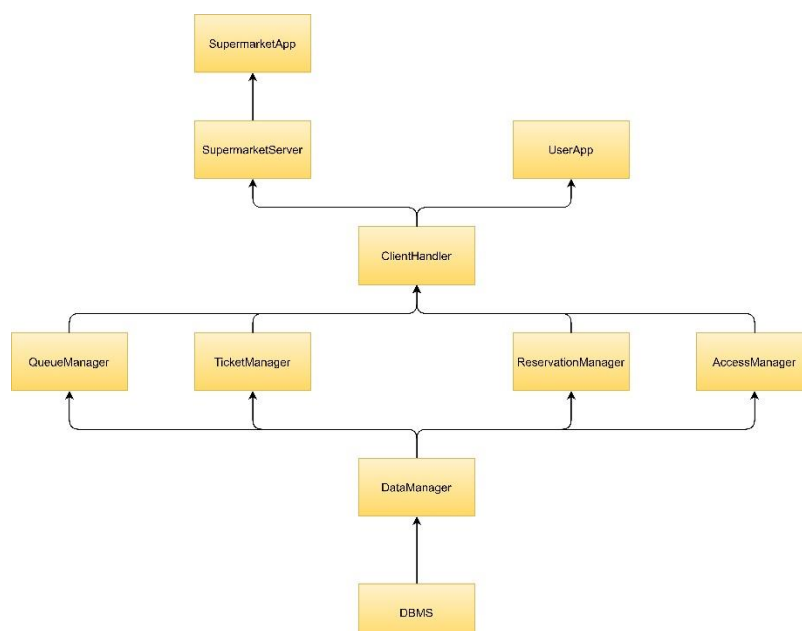 SupermarketApp
SupermarketServer
UserApp
ClientHandler
QueueManager
TicketManager
ReservationManager
AccessManager
DataManager
DBMS